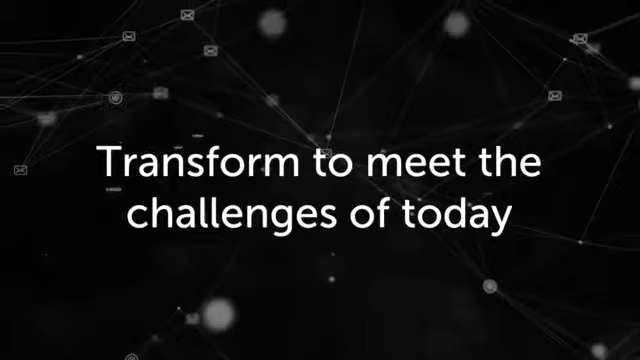 Transform to meet the
challenges of today